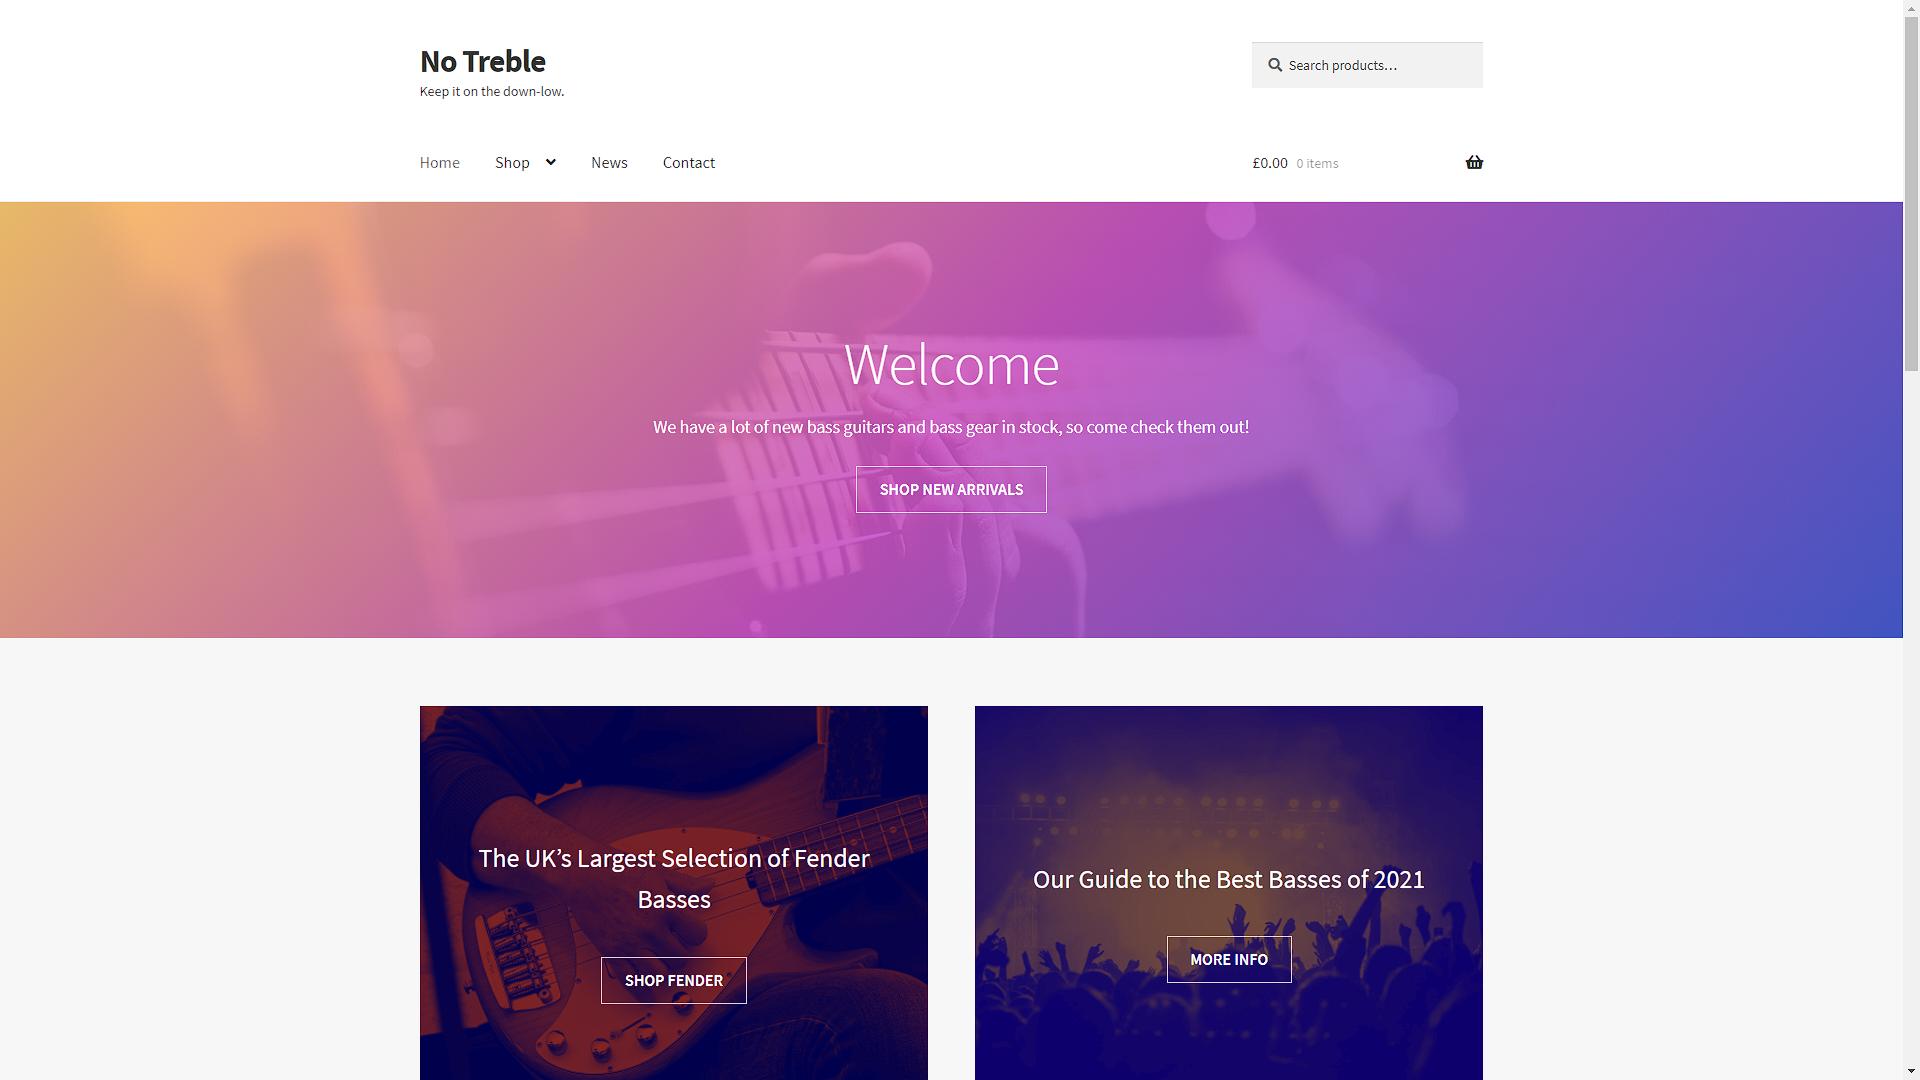 No Treble
Keep it on the down-low.
Search products…
Home Shop News Contact
£0.00 0 items
Welcome
We have a lot of new bass guitars and bass gear in stock, so come check them out!
SHOP NEW ARRIVALS
The UK’s Largest Selection of Fender
Basses
SHOP FENDER
Our Guide to the Best Basses of 2021
MORE INFO